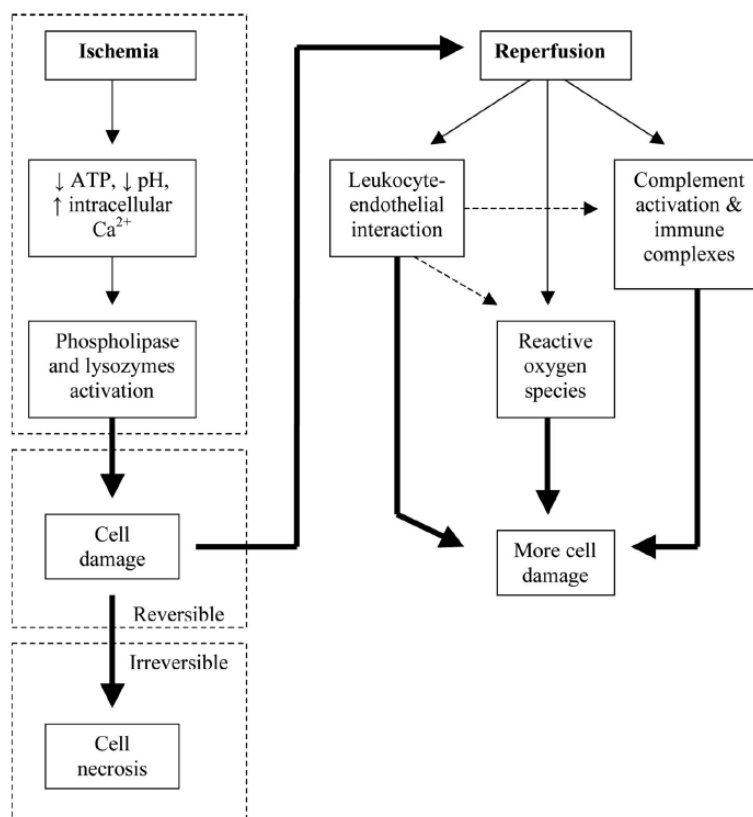 Ischemia
↓ ATP, ↓ pH,
↑ intracellular
Ca²⁺
Phospholipase
and lysozymes
activation
Cell
damage
Reversible
Irreversible
Cell
necrosis
Reperfusion
Leukocyte-
endothelial
interaction
Complement
activation &
immune
complexes
Reactive
oxygen
species
More cell
damage